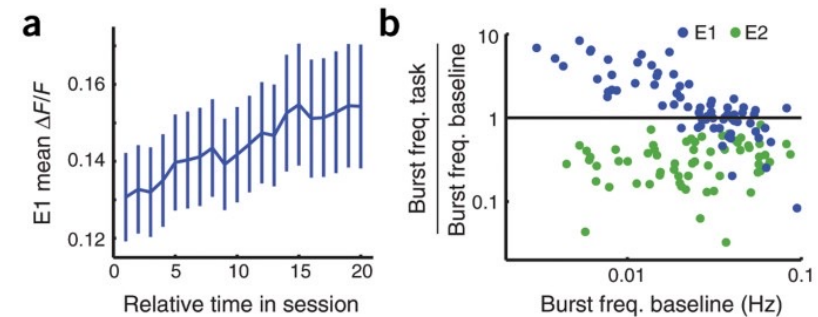 a
E1 mean ΔF/F
0.16
0.14
0.12
0
5
10
15
20
Relative time in session
b
E1
E2
Burst freq. task
Burst freq. baseline
10
1
0.1
0.01
0.1
Burst freq. baseline (Hz)